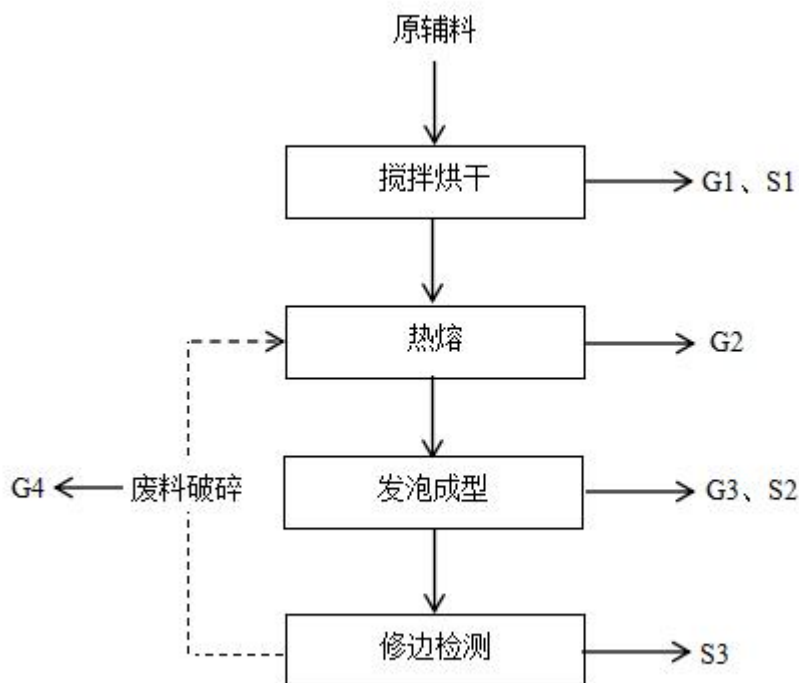 原辅料
搅拌烘干
G1、S1
热熔
G2
G4
废料破碎
发泡成型
G3、S2
修边检测
S3